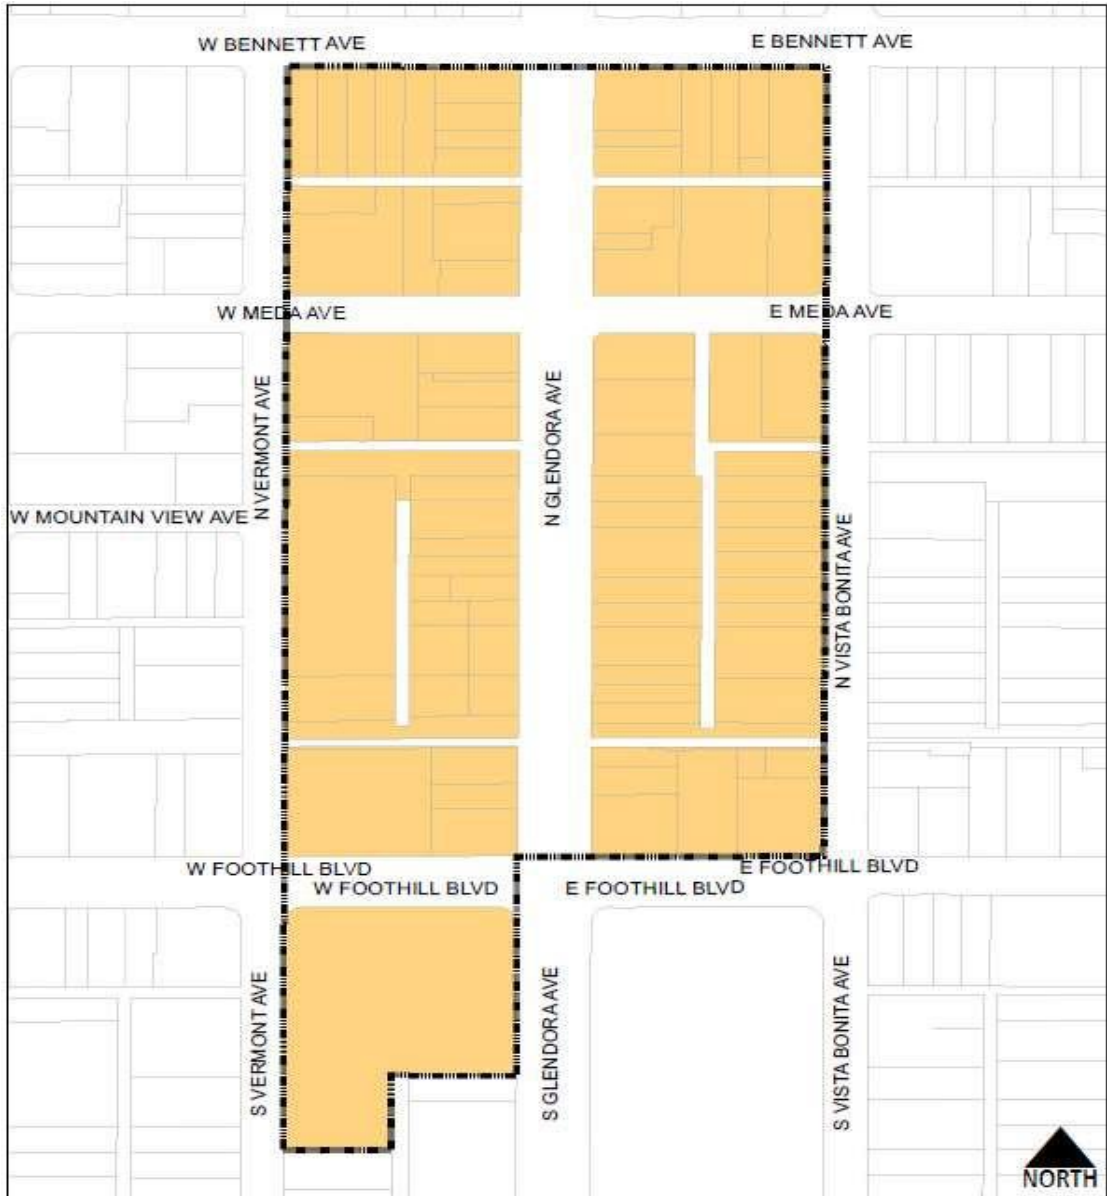 W BENNETT AVE
E BENNETT AVE
W MEDA AVE
E MEDA AVE
N VERMONT AVE
N GLENDORA AVE
W MOUNTAIN VIEW AVE
N VISTA BONITA AVE
W FOOTHILL BLVD
E FOOTHILL BLVD
W FOOTHILL BLVD
E FOOTHILL BLVD
S VERMONT AVE
S GLENDORA AVE
S VISTA BONITA AVE
NORTH